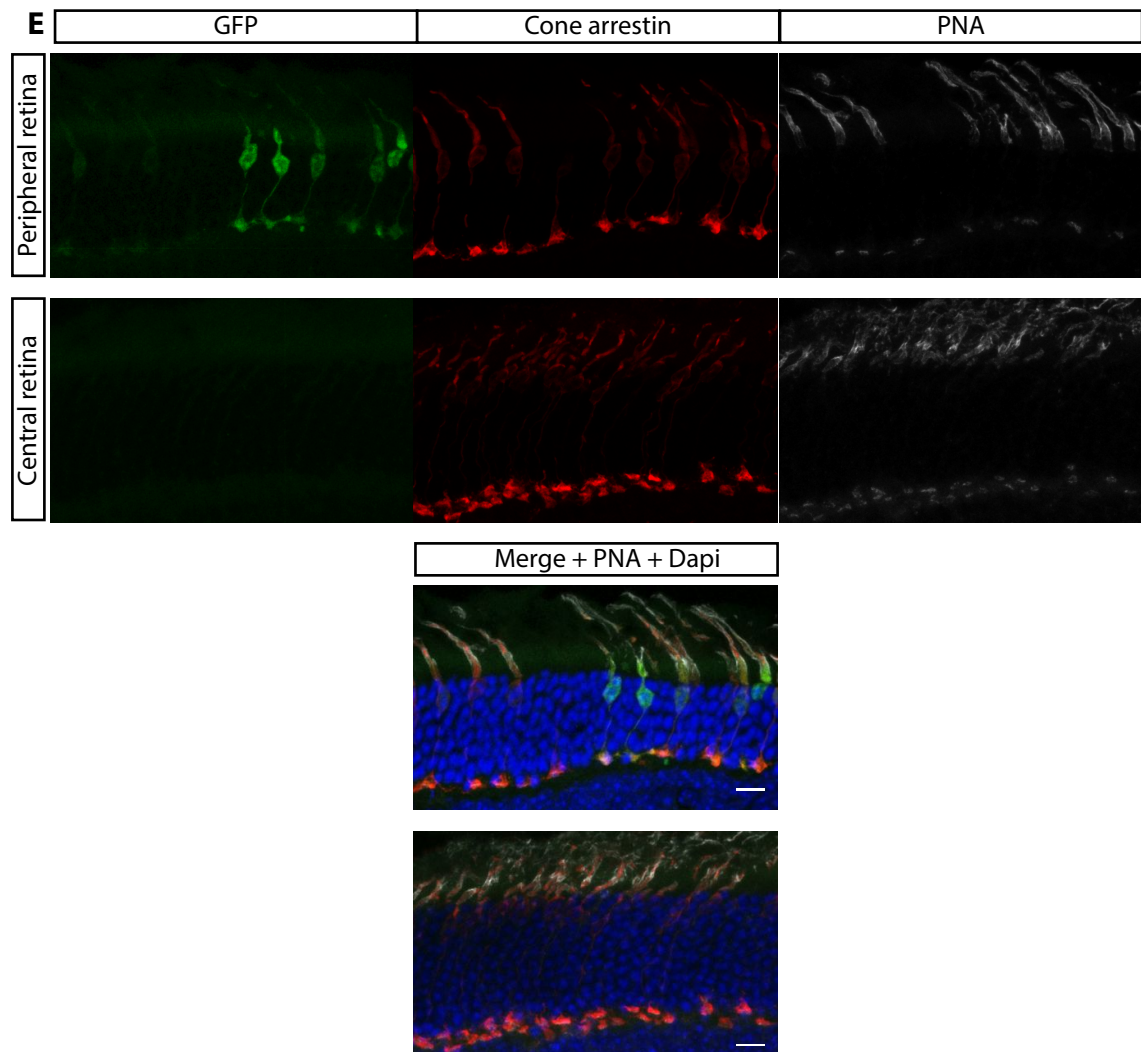 E
GFP
Cone arrestin
PNA
Peripheral retina
Central retina
Merge + PNA + Dapi